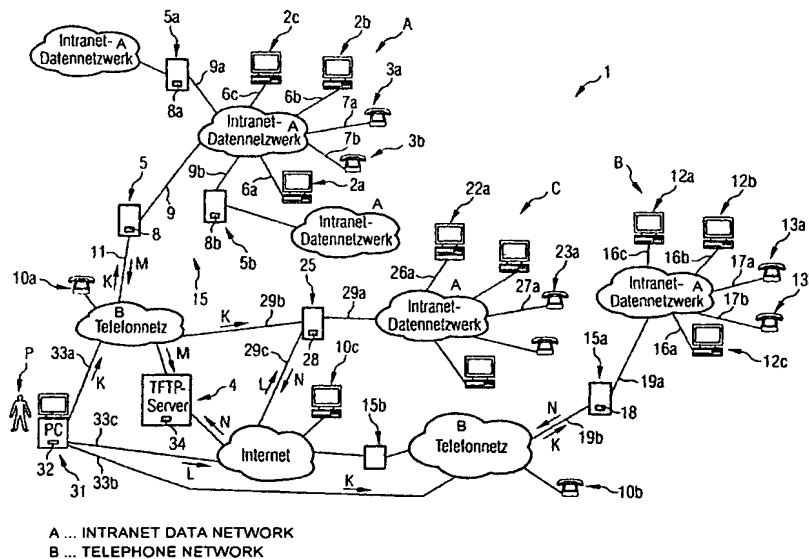 5a
2c
2b
A
Intranet-
Datennetzwerk
A
9a
3a
1
8a
6c
6b
7a
Intranet-
Datennetzwerk
A
7b
3b
9b
6a
2a
5
9
8
8b
5b
Intranet-
Datennetzwerk
A
22a
C
B
12a
12b
11
K
M
10a
15
25
26a
23a
16c
16b
17a
13a
Intranet-
Datennetzwerk
A
27a
Intranet-
Datennetzwerk
A
17b
13
B
Telefonnetz
K
29b
29a
28
29c
16a
12c
33a
K
M
4
L
N
10c
15a
19a
P
TFTP-
Server
N
34
PC
33c
32
31
33b
L
Internet
15b
B
Telefonnetz
N
K
19b
18
K
10b
A ... INTRANET DATA NETWORK
B ... TELEPHONE NETWORK